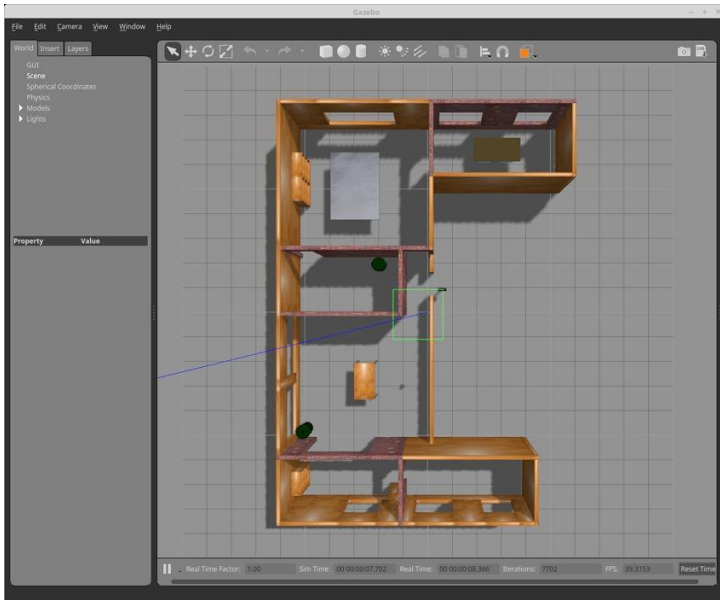 Gazebo
File Edit Camera View Window Help
World Insert Layers
GUI
Scene
Spherical Coordinates
Physics
Models
Lights
Property Value
Real Time Factor: 1.00 Sim Time: 00 00:00:07.702 Real Time: 00 00:00:08.366 Iterations: 7702 FPS: 39.3153 Reset Time